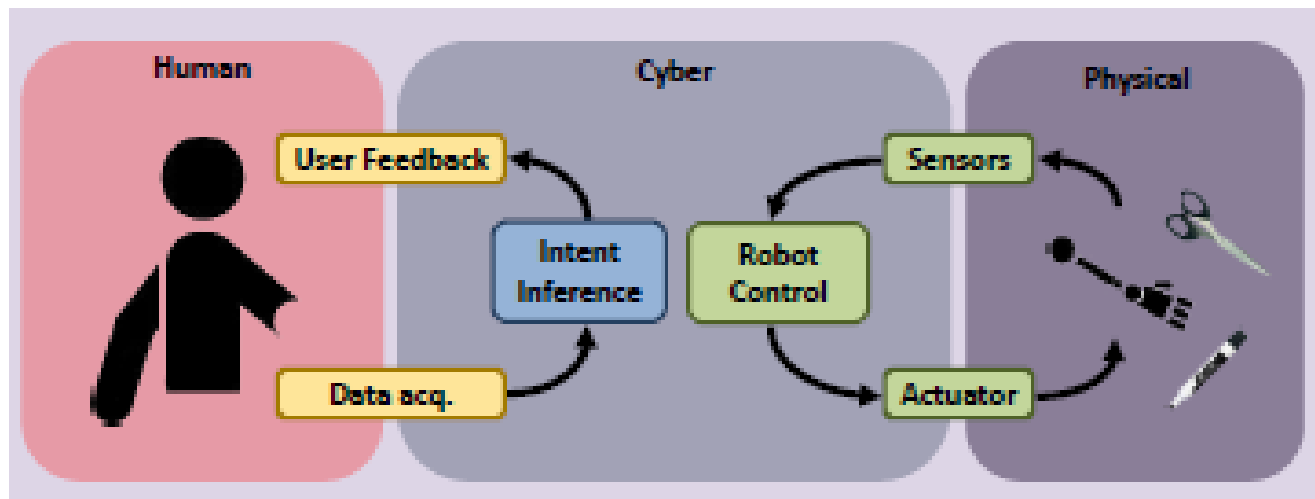 Human
Cyber
Physical
User Feedback
Sensors
Intent
Inference
Robot
Control
Data acq.
Actuator